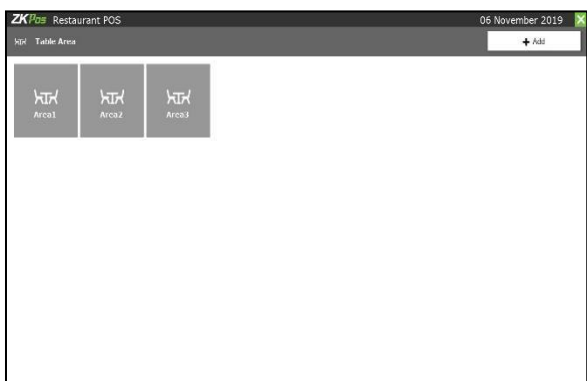 ZKPos Restaurant POS 06 November 2019 X
Table Area + Add
Area1 Area2 Area3